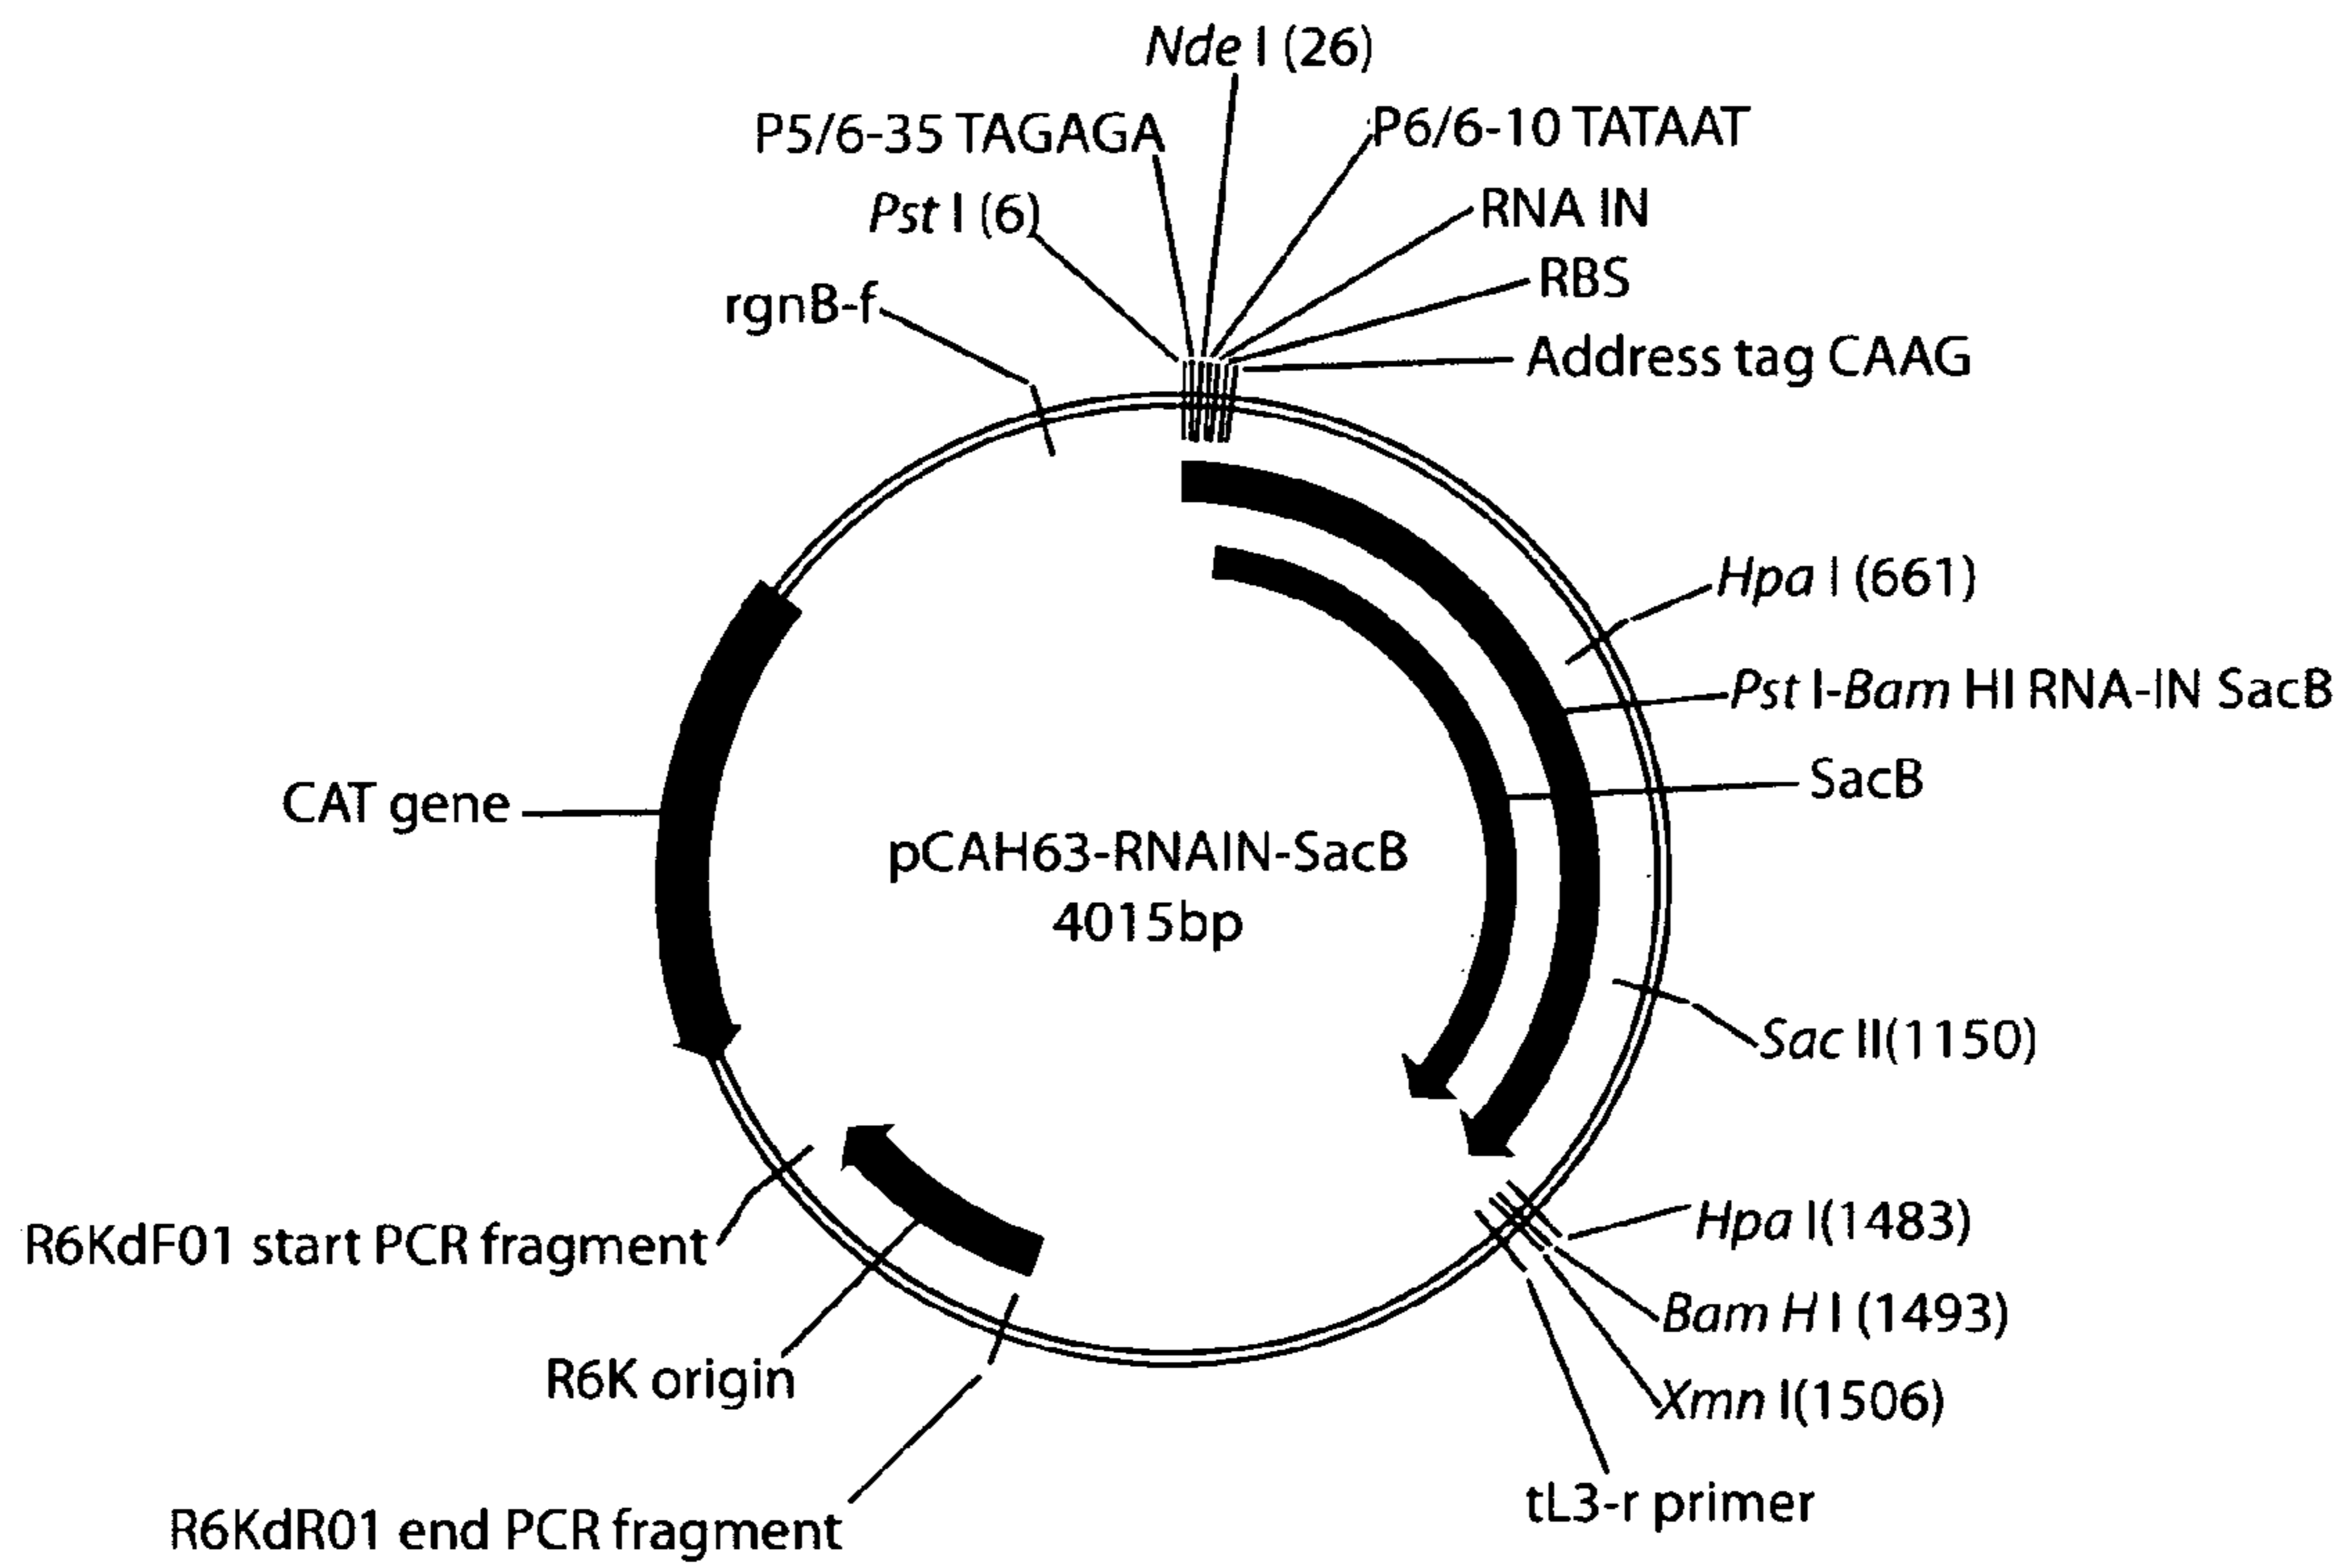 Nde I (26)
P5/6-35 TAGAGA
P6/6-10 TATAAT
Pst I (6)
RNA IN
RBS
rgnB-f
Address tag CAAG
Hpa I (661)
Pst I-Bam HI RNA-IN SacB
SacB
CAT gene
pCAH63-RNAIN-SacB
4015bp
Sac II(1150)
Hpa I(1483)
R6KdF01 start PCR fragment
Bam H I (1493)
R6K origin
Xmn I(1506)
tL3-r primer
R6KdR01 end PCR fragment